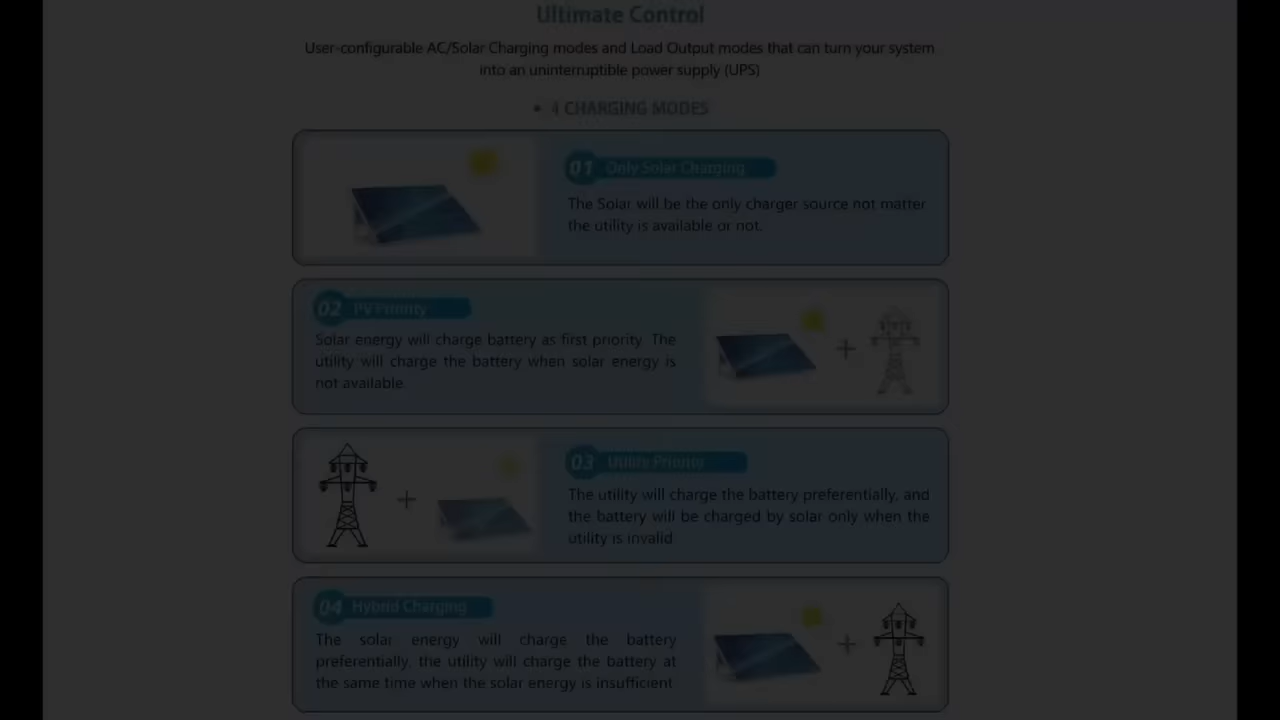 Ultimate Control
User-configurable AC/Solar Charging modes and Load Output modes that can turn your system
into an uninterruptible power supply (UPS)
• 4 CHARGING MODES
01 Only Solar Charging
The Solar will be the only charger source not matter
the utility is available or not.
02 PV Priority
Solar energy will charge battery as first priority. The
utility will charge the battery when solar energy is
not available.
03 Utility Priority
The utility will charge the battery preferentially, and
the battery will be charged by solar only when the
utility is invalid.
04 Hybrid Charging
The solar energy will charge the battery
preferentially, the utility will charge the battery at
the same time when the solar energy is insufficient